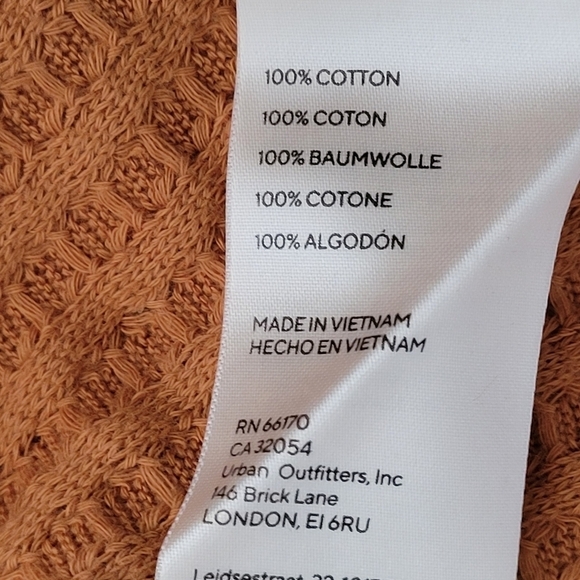 100% COTTON
100% COTON
100% BAUMWOLLE
100% COTONE
100% ALGODÓN
MADE IN VIETNAM
HECHO EN VIETNAM
RN 66170
CA 32054
Urban Outfitters, Inc
146 Brick Lane
LONDON, E1 6RU